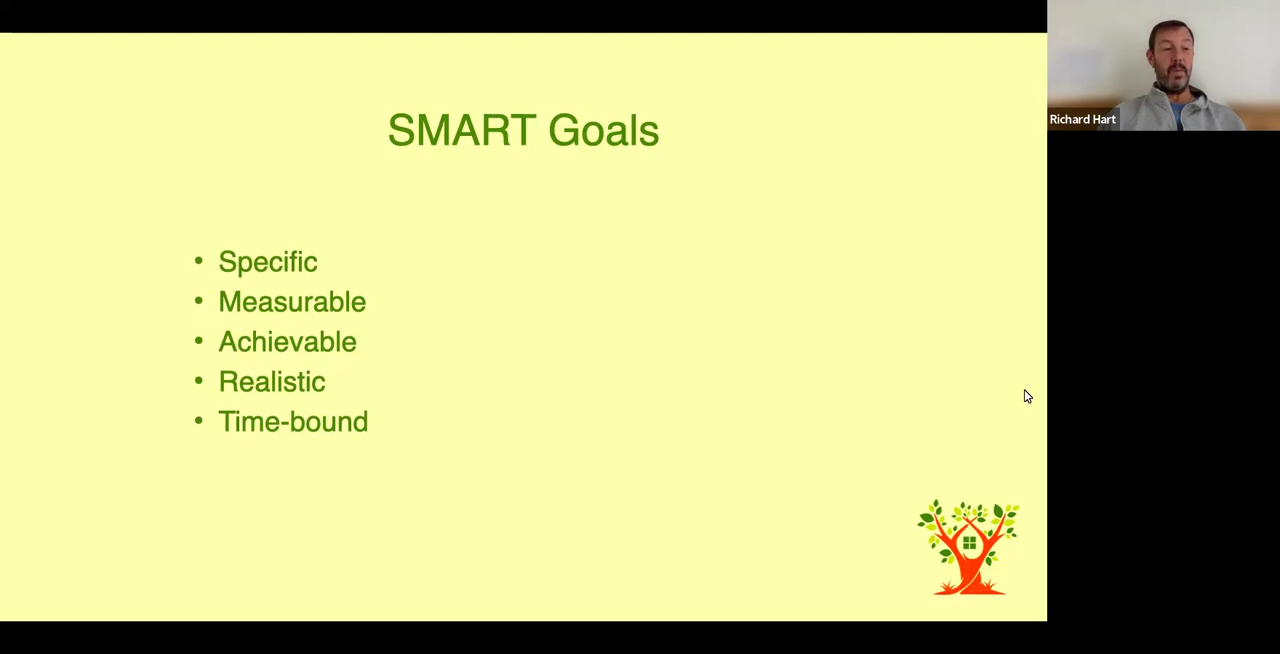 SMART Goals
• Specific
• Measurable
• Achievable
• Realistic
• Time-bound
Richard Hart